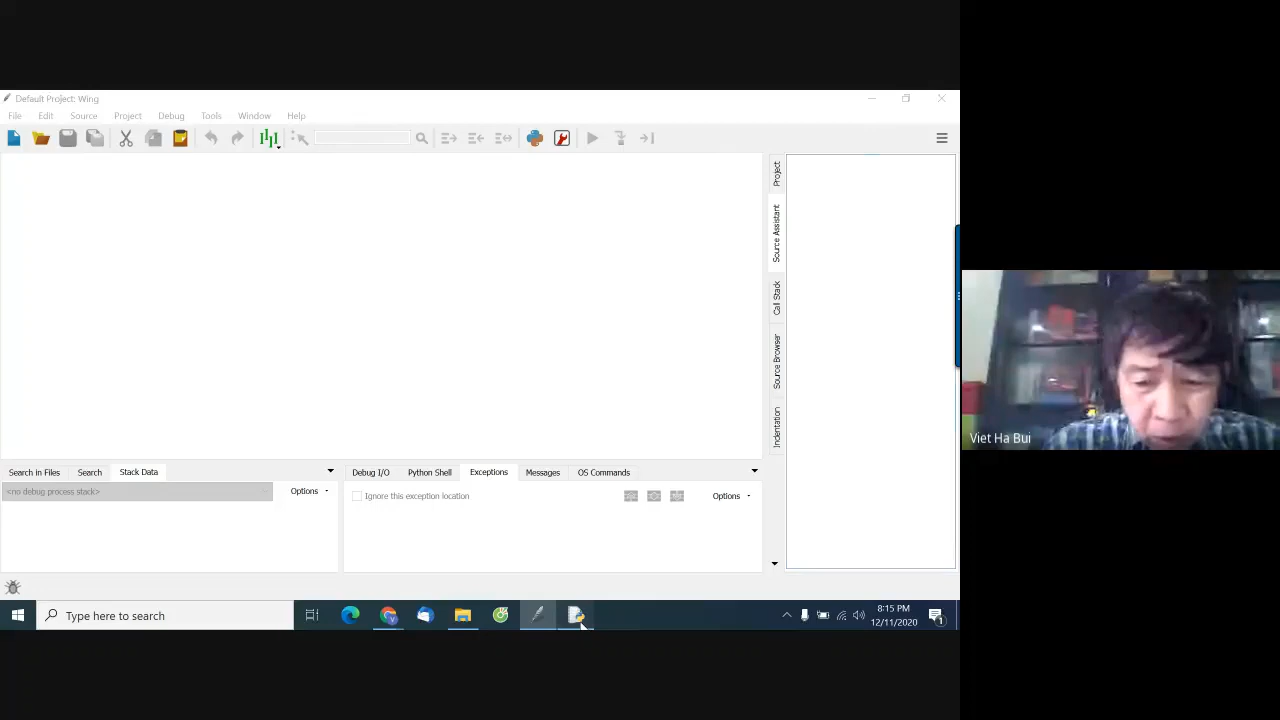 Default Project: Wing
File Edit Source Project Debug Tools Window Help
Project
Source Assistant
Call Stack
Source Browser
Indentation
Search in Files Search Stack Data
<no debug process stack> Options
Debug I/O Python Shell Exceptions Messages OS Commands
Ignore this exception location Options
Viet Ha Bui
Type here to search
8:15 PM
12/11/2020
1